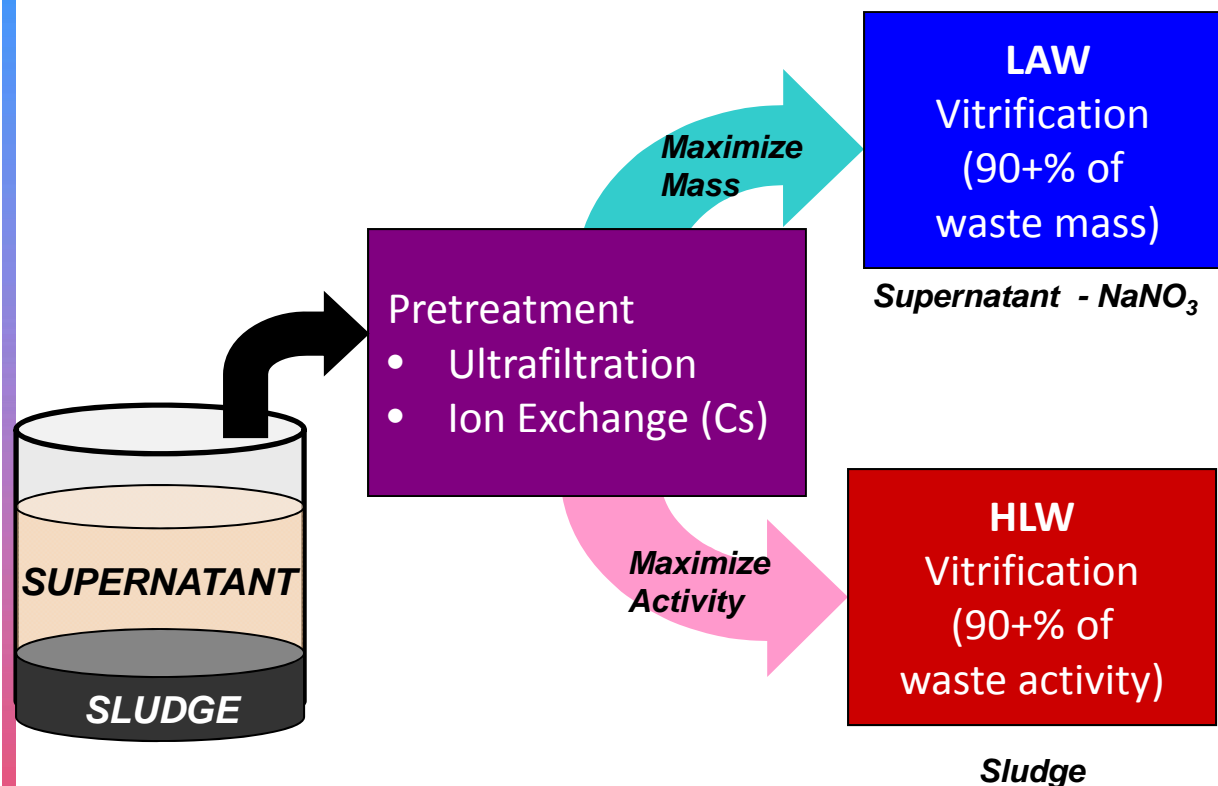 SUPERNATANT
SLUDGE
Pretreatment
• Ultrafiltration
• Ion Exchange (Cs)
Maximize
Mass
LAW
Vitrification
(90+% of
waste mass)
Supernatant - NaNO₃
Maximize
Activity
HLW
Vitrification
(90+% of
waste activity)
Sludge